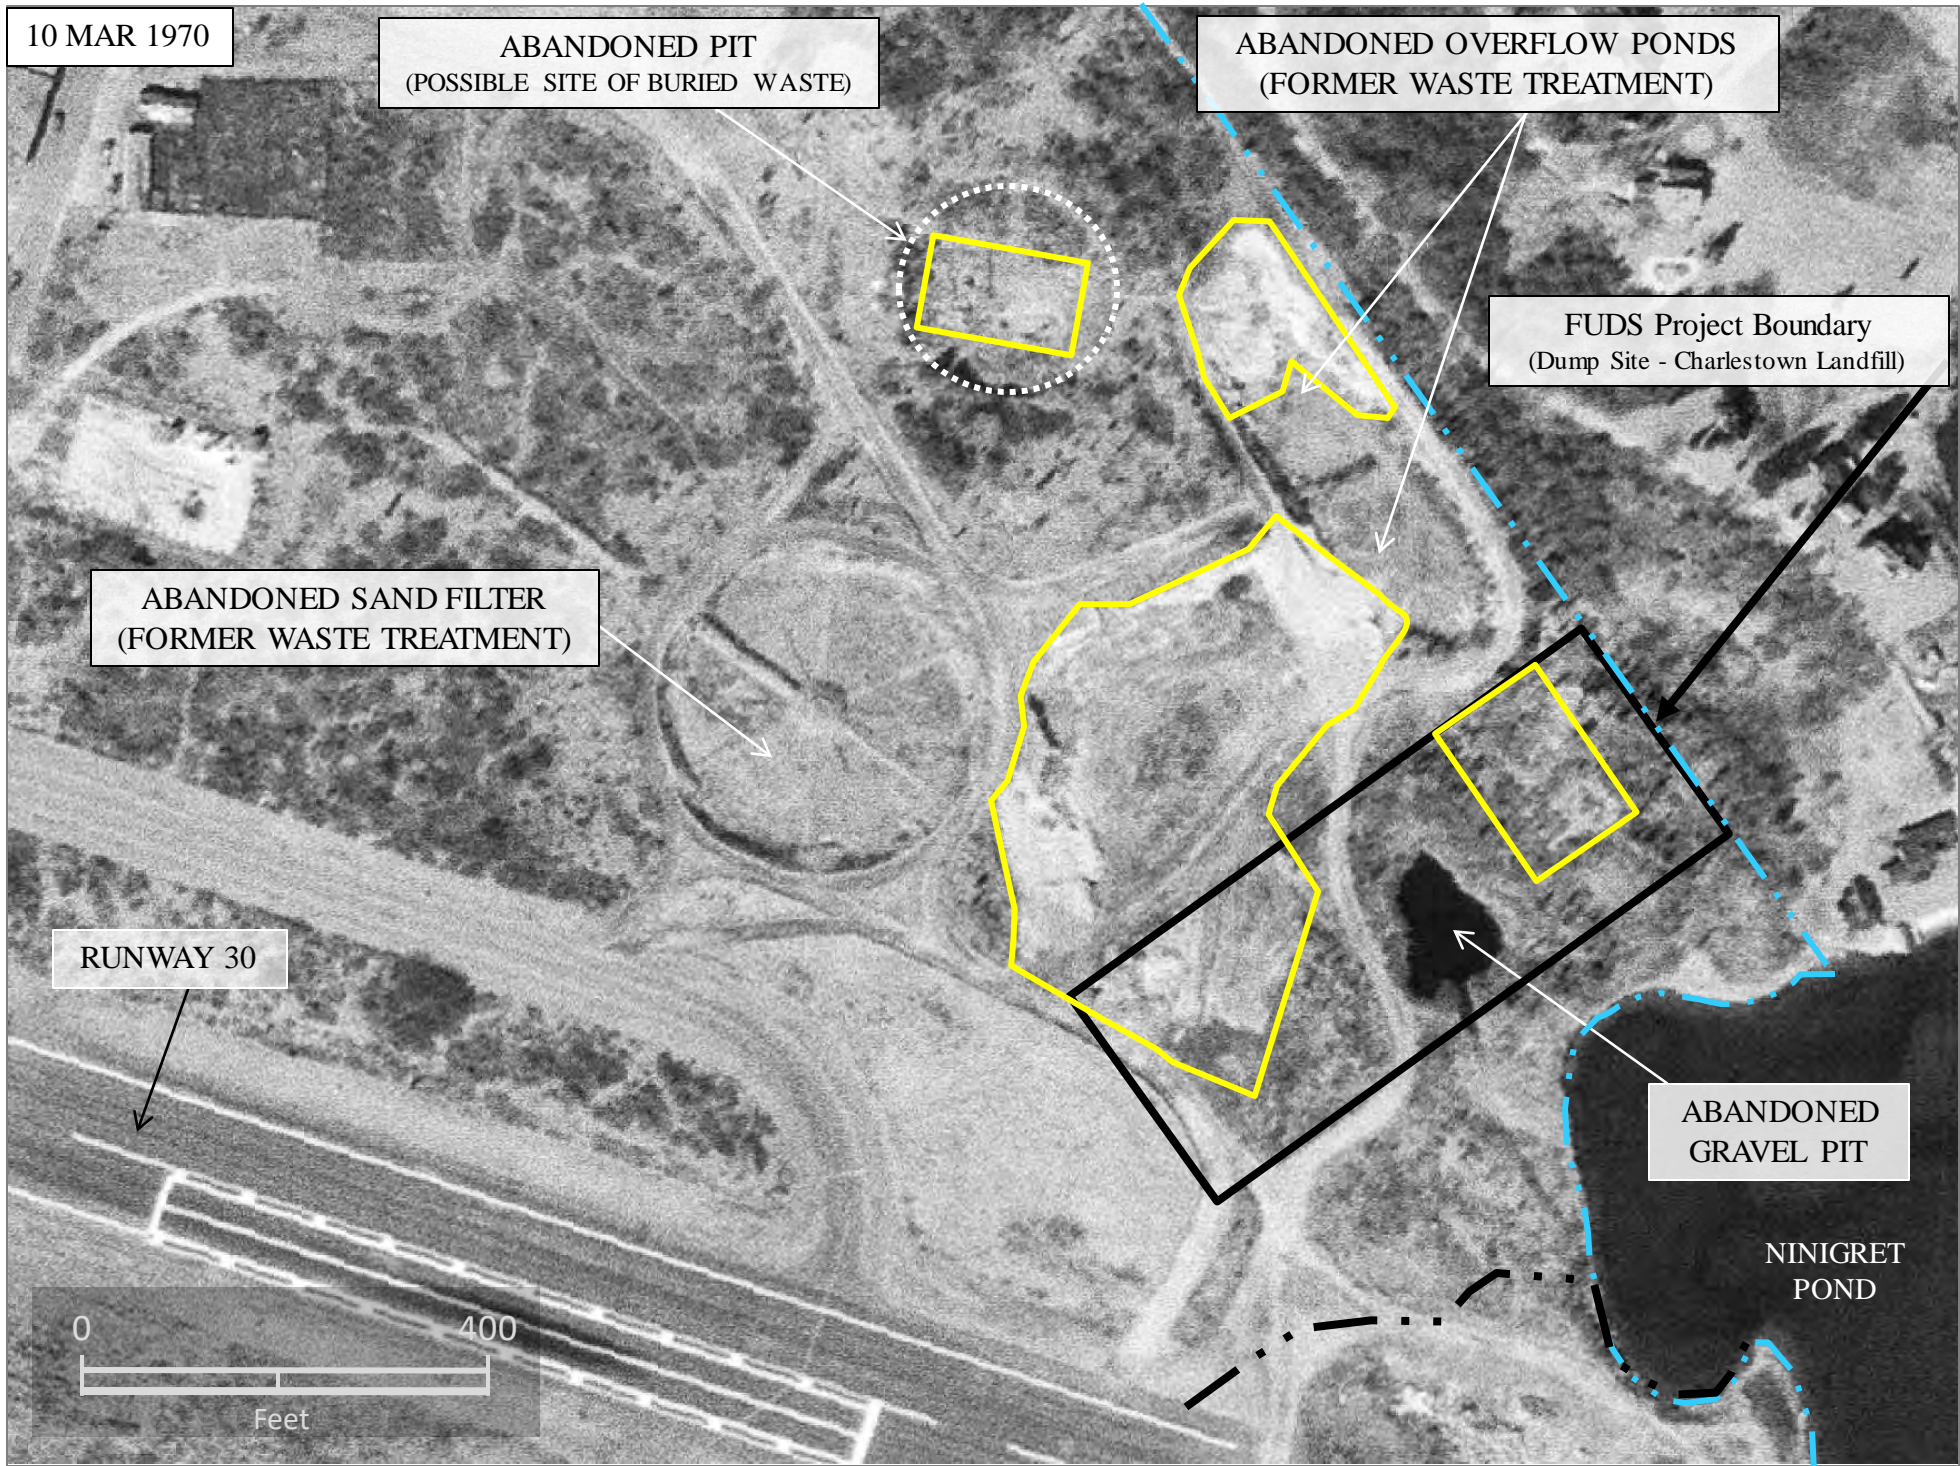 10 MAR 1970
ABANDONED PIT
(POSSIBLE SITE OF BURIED WASTE)
ABANDONED OVERFLOW PONDS
(FORMER WASTE TREATMENT)
FUDS Project Boundary
(Dump Site - Charlestown Landfill)
ABANDONED SAND FILTER
(FORMER WASTE TREATMENT)
RUNWAY 30
ABANDONED
GRAVEL PIT
NINIGRET
POND
0 400
Feet